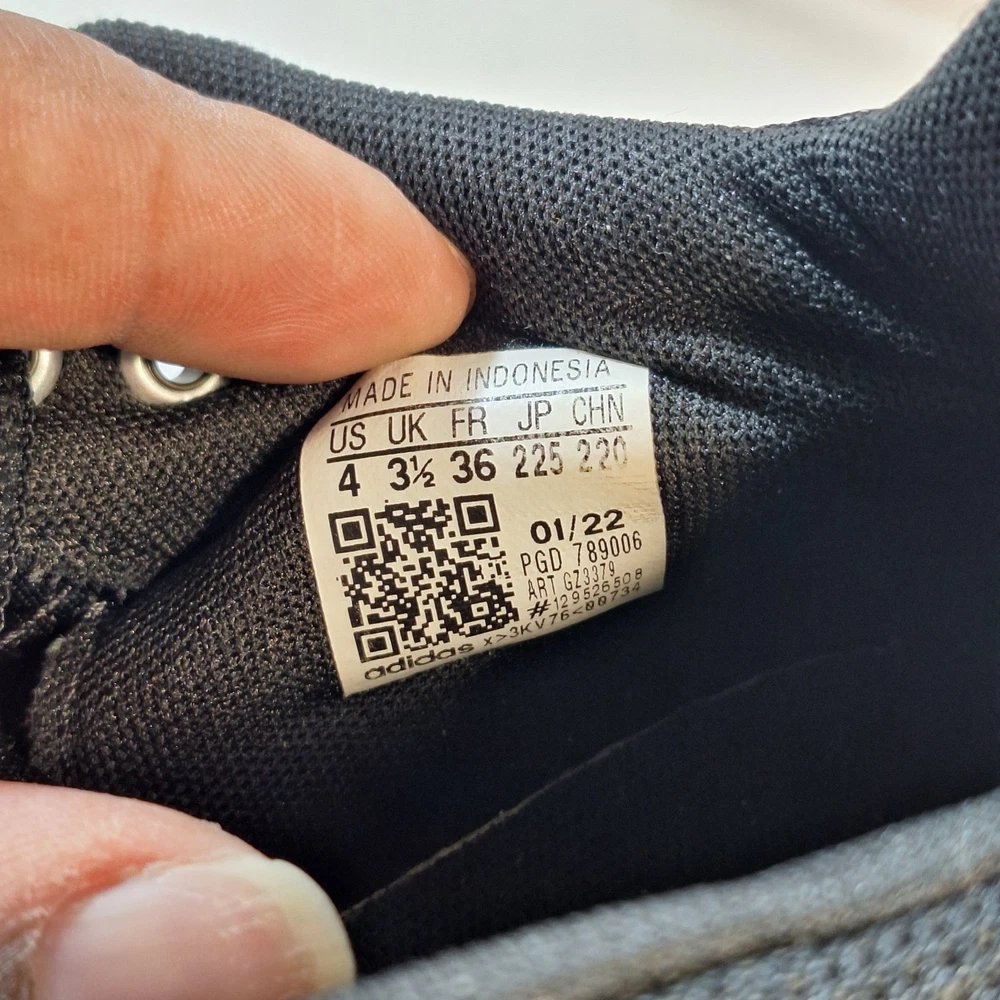 MADE IN INDONESIA
US UK FR JP CHN
4 3½ 36 225 220
01/22
PGD 789006
ART GZ3379
#129526508
x>3KV76<00734
adidas